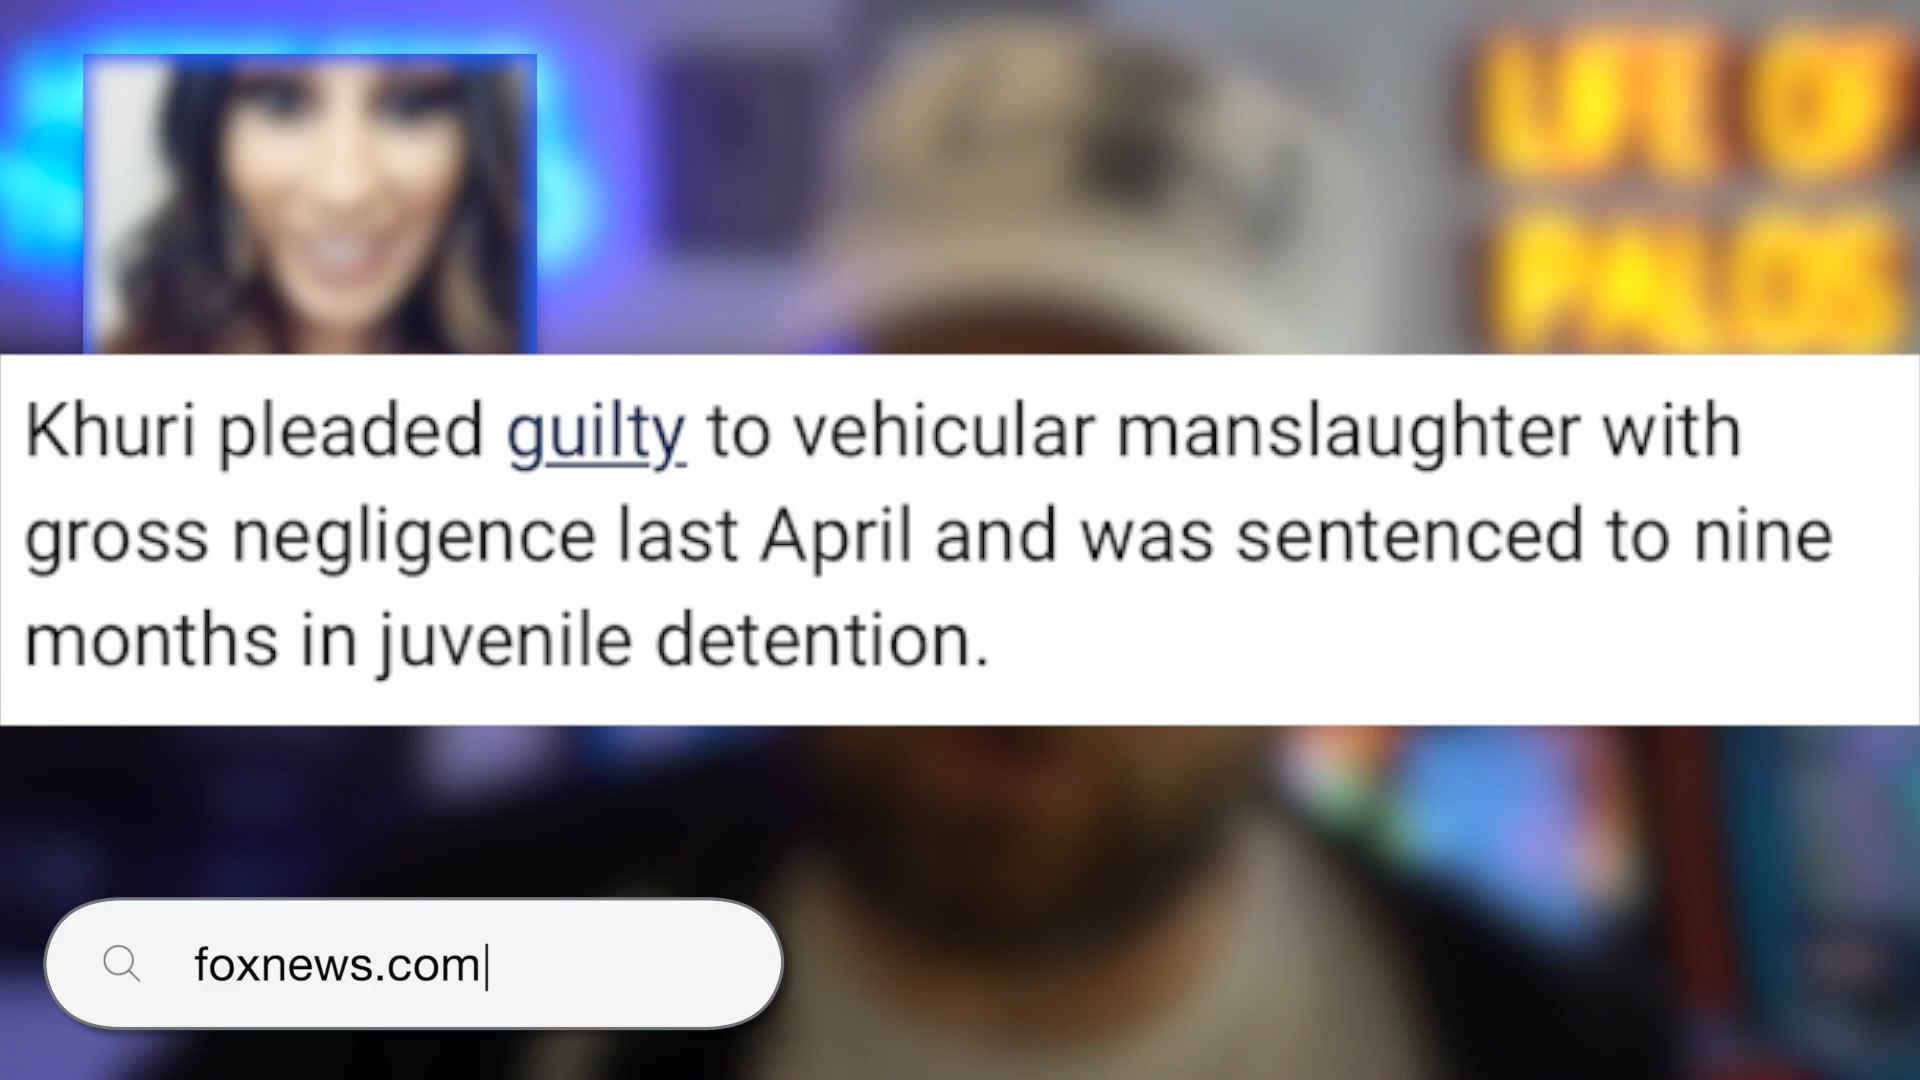 Khuri pleaded guilty to vehicular manslaughter with
gross negligence last April and was sentenced to nine
months in juvenile detention.
foxnews.com